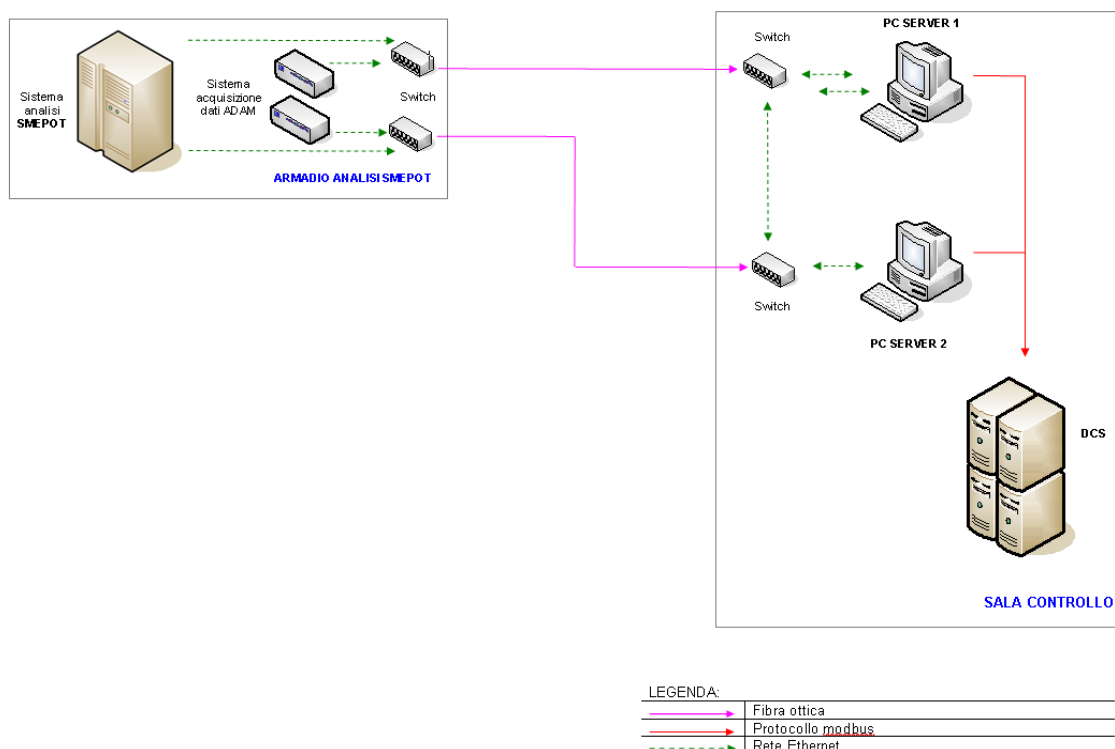 Sistema
analisi
SMEPOT
Sistema
acquisizione
dati ADAM
Switch
ARMADIO ANALISI SMEPOT
Switch
PC SERVER 1
Switch
PC SERVER 2
DCS
SALA CONTROLLO
LEGENDA:
Fibra ottica
Protocollo modbus
Rete Ethernet